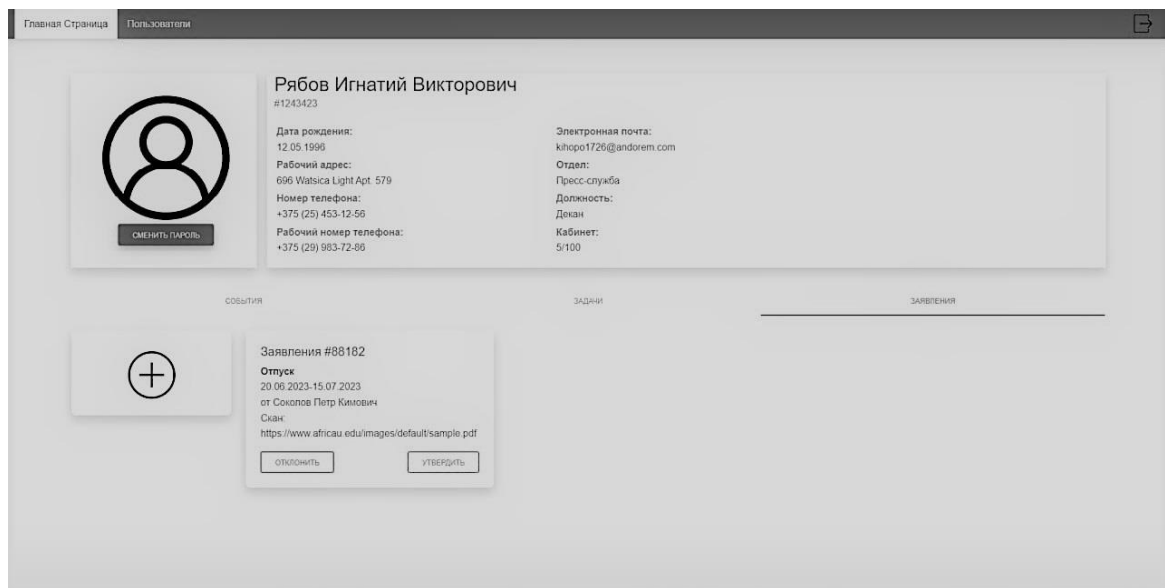 Главная Страница
Пользователи
Рябов Игнатий Викторович
#1243423
Дата рождения:
12.05.1996
Рабочий адрес:
696 Watsica Light Apt. 579
Номер телефона:
+375 (25) 453-12-56
Рабочий номер телефона:
+375 (29) 983-72-86
Электронная почта:
kihopo1726@andorem.com
Отдел:
Пресс-служба
Должность:
Декан
Кабинет:
5/100
СМЕНИТЬ ПАРОЛЬ
СОБЫТИЯ
ЗАДАЧИ
ЗАЯВЛЕНИЯ
Заявления #88182
Отпуск
20.06.2023-15.07.2023
от Соколов Петр Кимович
Скан:
https://www.africau.edu/images/default/sample.pdf
ОТКЛОНИТЬ
УТВЕРДИТЬ